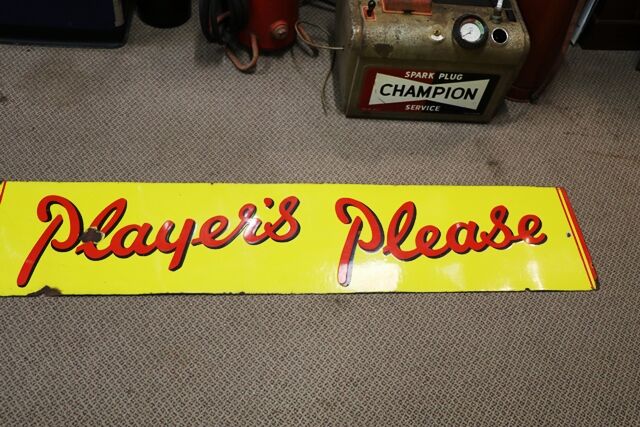 SPARK PLUG
CHAMPION
SERVICE
Player's Please